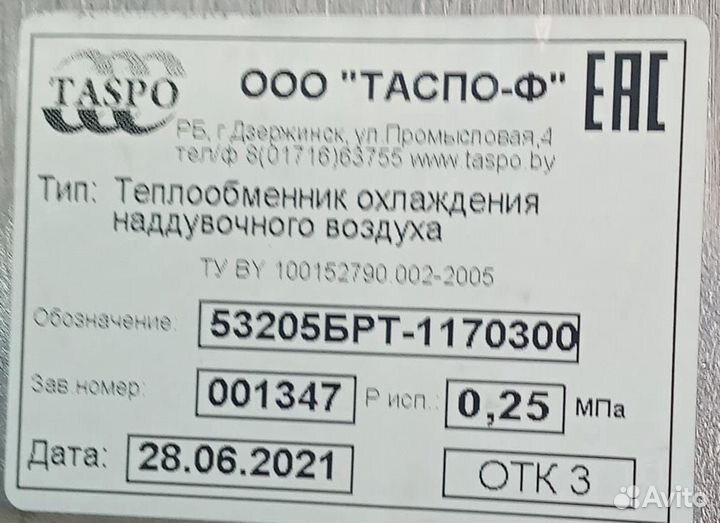 TASPO
ООО "ТАСПО-Ф"
EAC
РБ, г.Дзержинск, ул.Промысловая,4
тел/ф 8(01716)63755 www.taspo.by
Тип: Теплообменник охлаждения
наддувочного воздуха
ТУ BY 100152790.002-2005
Обозначение: 53205БРТ-1170300
Зав.номер: 001347 Р исп.: 0,25 МПа
Дата: 28.06.2021 ОТК 3
Avito